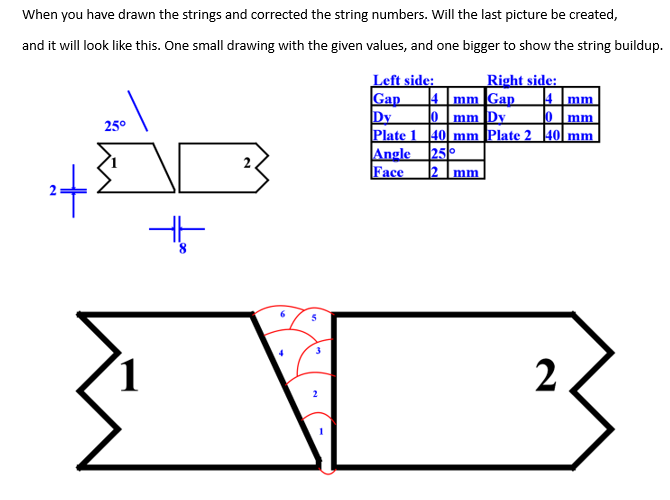 When you have drawn the strings and corrected the string numbers. Will the last picture be created,
and it will look like this. One small drawing with the given values, and one bigger to show the string buildup.
Left side: Right side:
Gap 4 mm Gap 4 mm
Dy 0 mm Dy 0 mm
Plate 1 40 mm Plate 2 40 mm
Angle 25°
Face 2 mm
25°
1 2
2
8
6 5
4 3
1 2
2
1